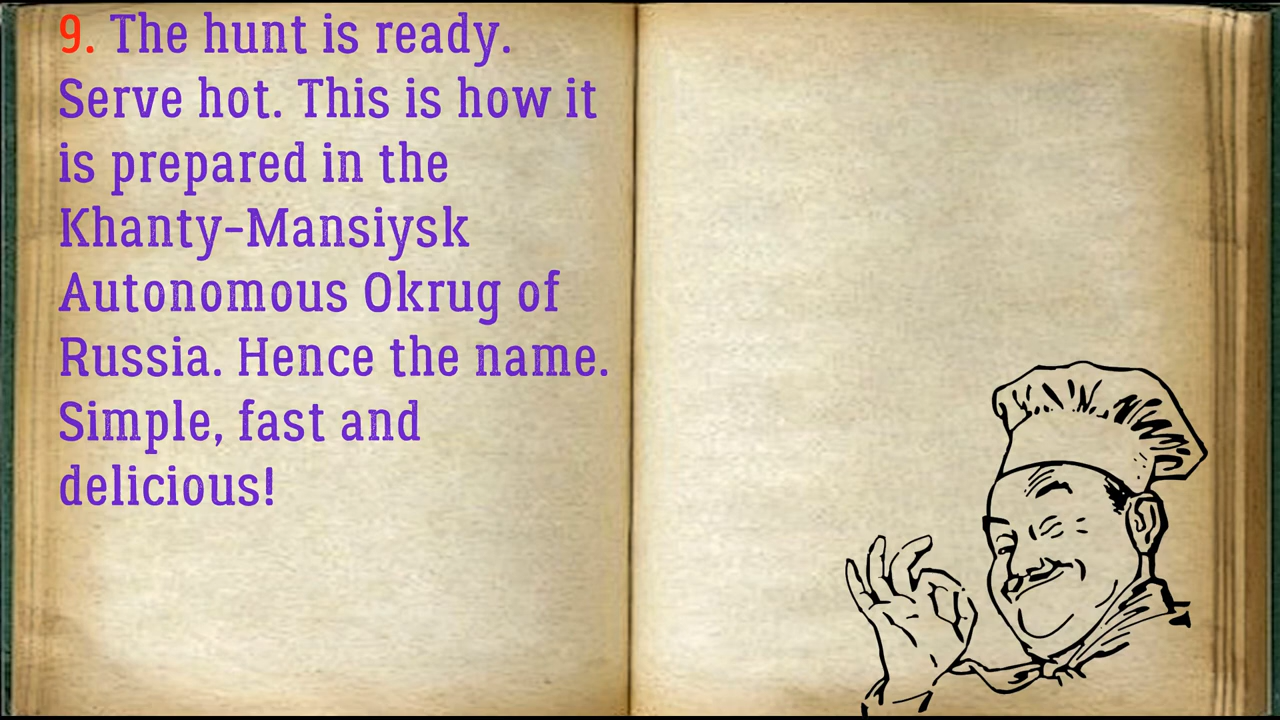 9. The hunt is ready.
Serve hot. This is how it
is prepared in the
Khanty-Mansiysk
Autonomous Okrug of
Russia. Hence the name.
Simple, fast and
delicious!